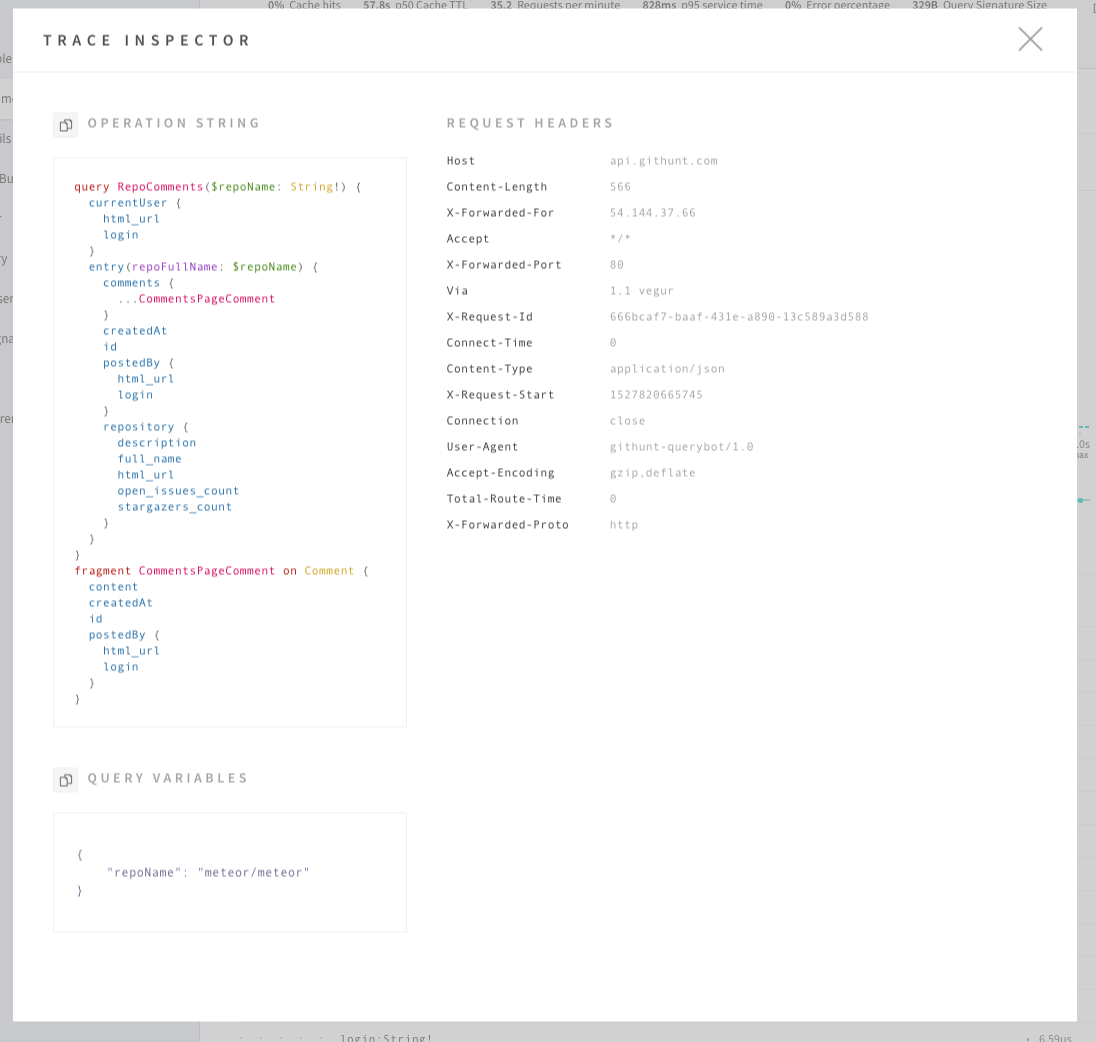 0% Cache hits 57.8s p50 Cache TTL 35.2 Requests per minute 828ms p95 service time 0% Error percentage 329B Query Signature Size
TRACE INSPECTOR
OPERATION STRING
query RepoComments($repoName: String!) {
  currentUser {
    html_url
    login
  }
  entry(repoFullName: $repoName) {
    comments {
      ...CommentsPageComment
    }
    createdAt
    id
    postedBy {
      html_url
      login
    }
    repository {
      description
      full_name
      html_url
      open_issues_count
      stargazers_count
    }
  }
}
fragment CommentsPageComment on Comment {
  content
  createdAt
  id
  postedBy {
    html_url
    login
  }
}
QUERY VARIABLES
{
    "repoName": "meteor/meteor"
}
REQUEST HEADERS
Host api.githunt.com
Content-Length 566
X-Forwarded-For 54.144.37.66
Accept */*
X-Forwarded-Port 80
Via 1.1 vegur
X-Request-Id 666bcaf7-baaf-431e-a890-13c589a3d588
Connect-Time 0
Content-Type application/json
X-Request-Start 1527820665745
Connection close
User-Agent githunt-querybot/1.0
Accept-Encoding gzip,deflate
Total-Route-Time 0
X-Forwarded-Proto http
login:String!
6.59us